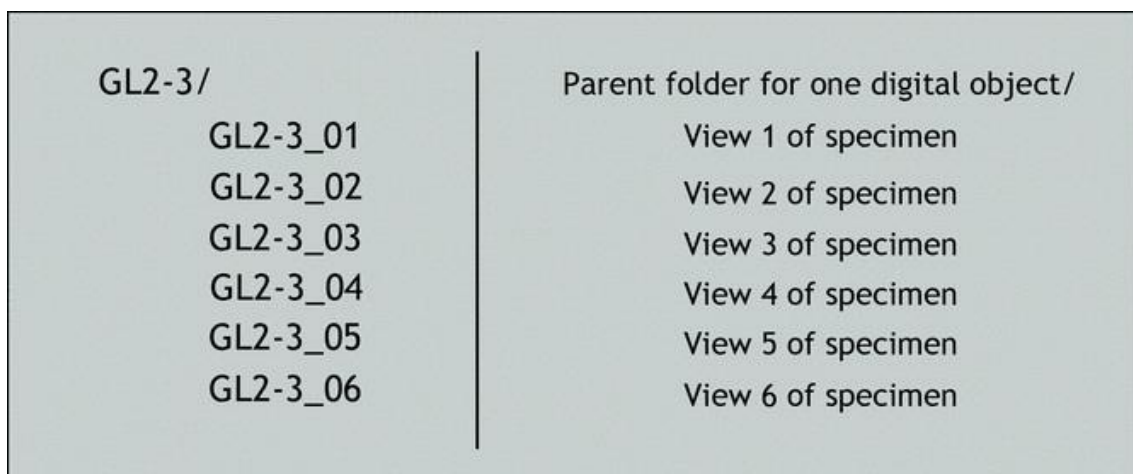 GL2-3/ Parent folder for one digital object/
GL2-3_01 View 1 of specimen
GL2-3_02 View 2 of specimen
GL2-3_03 View 3 of specimen
GL2-3_04 View 4 of specimen
GL2-3_05 View 5 of specimen
GL2-3_06 View 6 of specimen